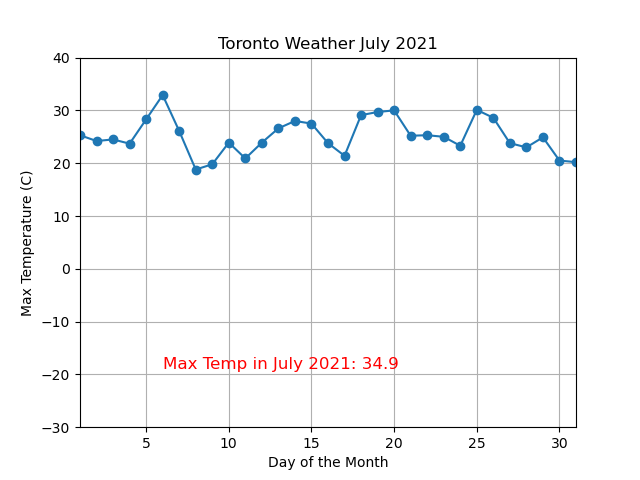 Toronto Weather July 2021
40
30
20
10
0
−10
−20
−30
Max Temperature (C)
Max Temp in July 2021: 34.9
5 10 15 20 25 30
Day of the Month